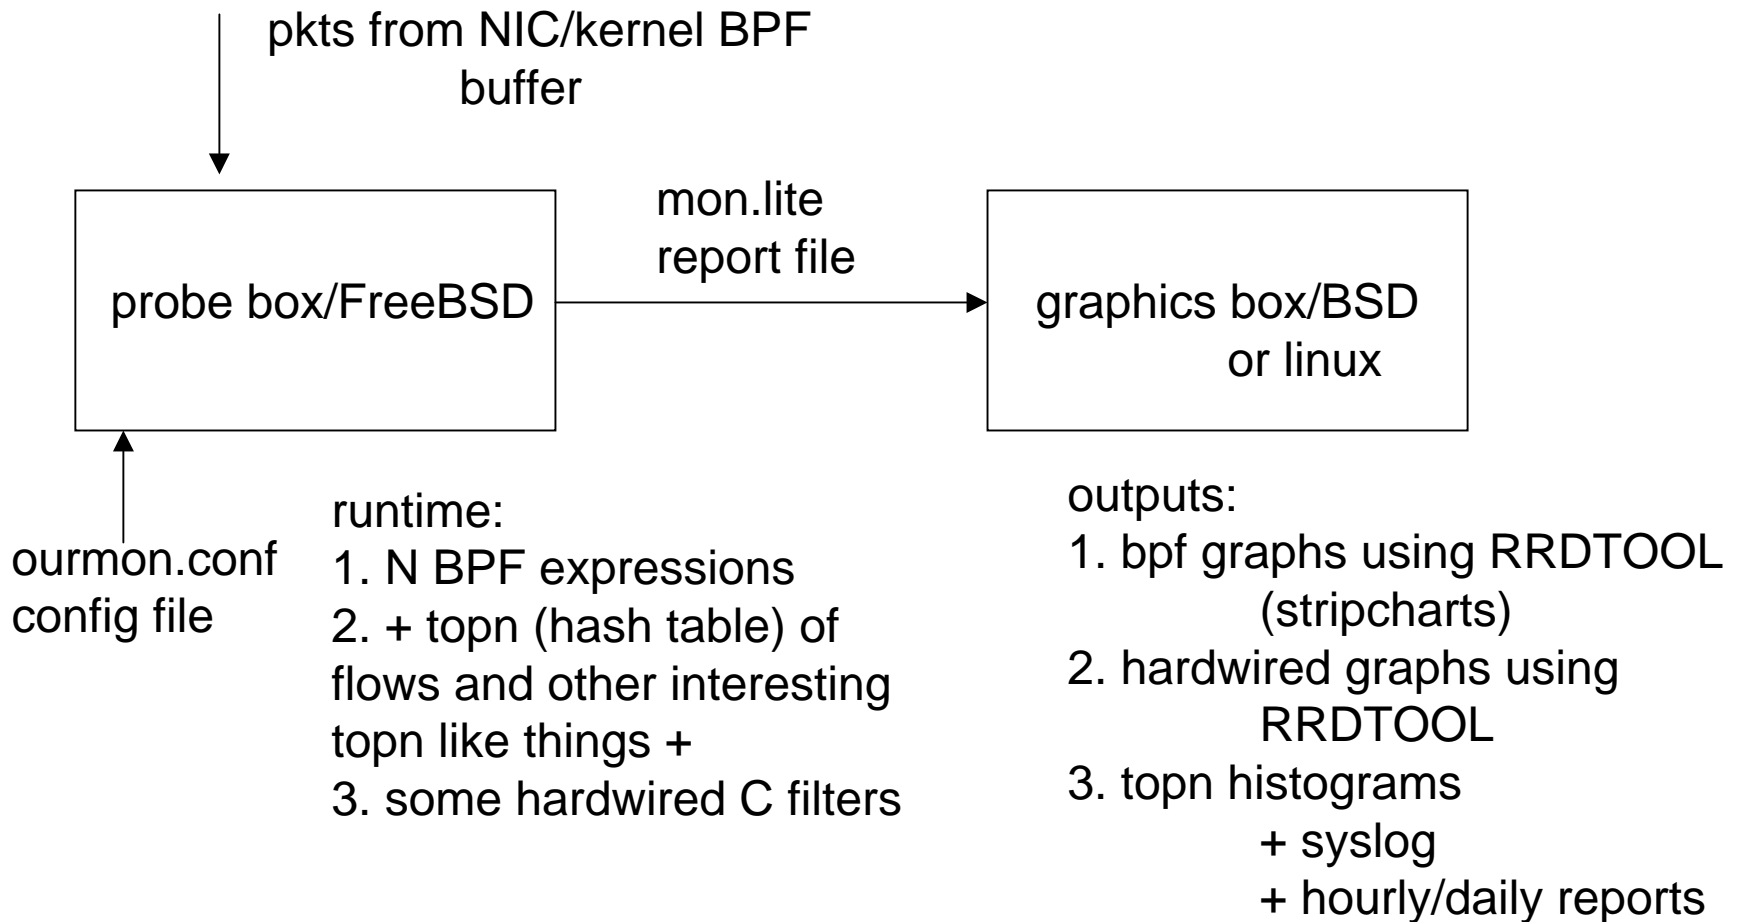 pkts from NIC/kernel BPF
buffer
mon.lite
report file
probe box/FreeBSD
graphics box/BSD
or linux
ourmon.conf
config file
runtime:
1. N BPF expressions
2. + topn (hash table) of
flows and other interesting
topn like things +
3. some hardwired C filters
outputs:
1. bpf graphs using RRDTOOL
(stripcharts)
2. hardwired graphs using
RRDTOOL
3. topn histograms
+ syslog
+ hourly/daily reports